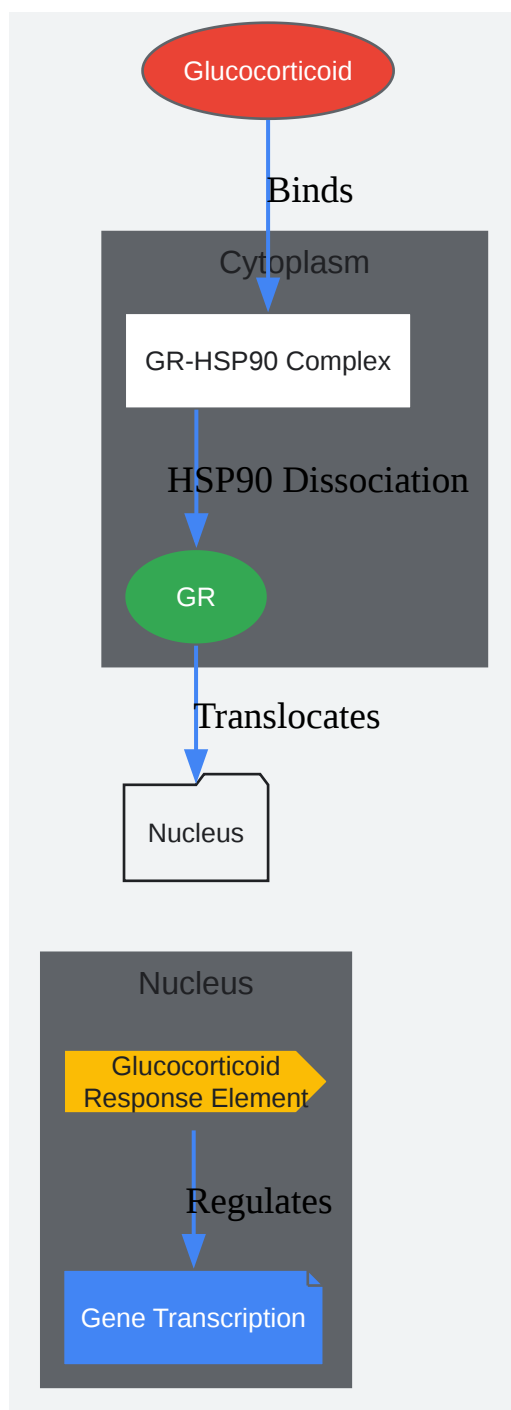 Glucocorticoid
Binds
Cytoplasm
GR-HSP90 Complex
HSP90 Dissociation
GR
Translocates
Nucleus
Nucleus
Glucocorticoid
Response Element
Regulates
Gene Transcription